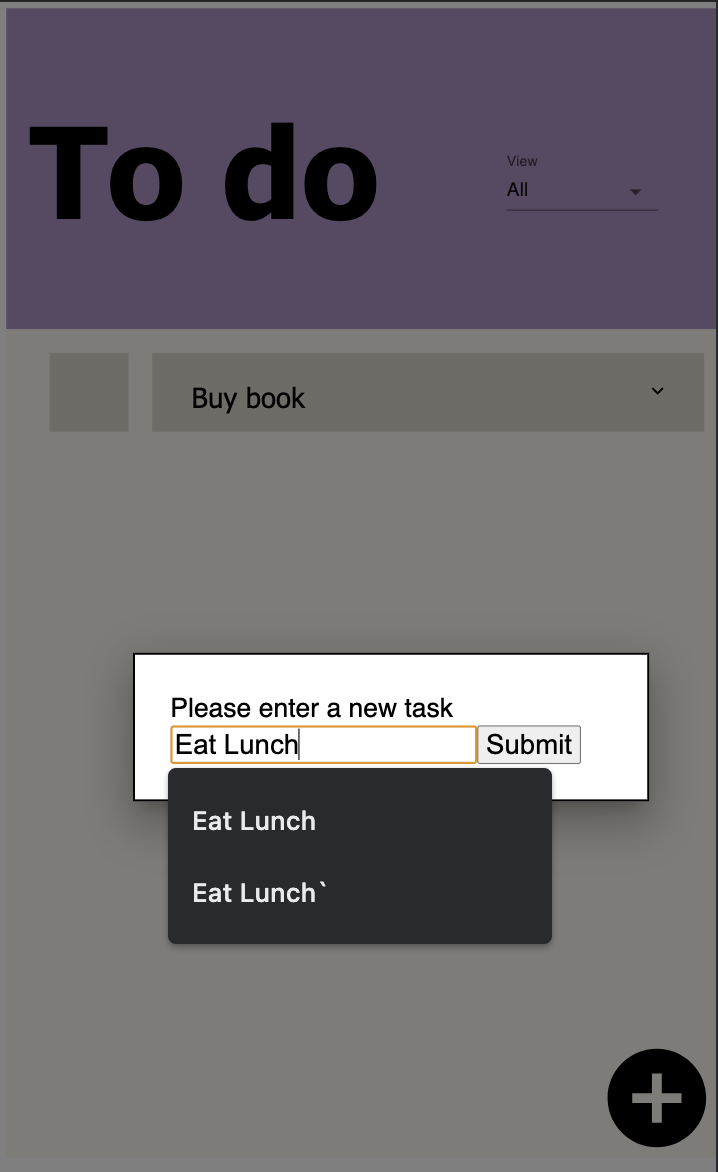 To do
View
All
Buy book
Please enter a new task
Eat Lunch
Submit
Eat Lunch
Eat Lunch`